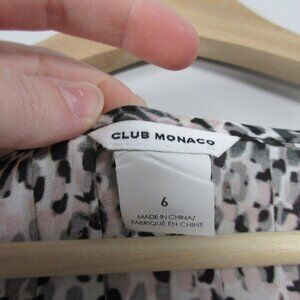 CLUB MONACO
6
MADE IN CHINA/
FABRIQUÉ EN CHINE